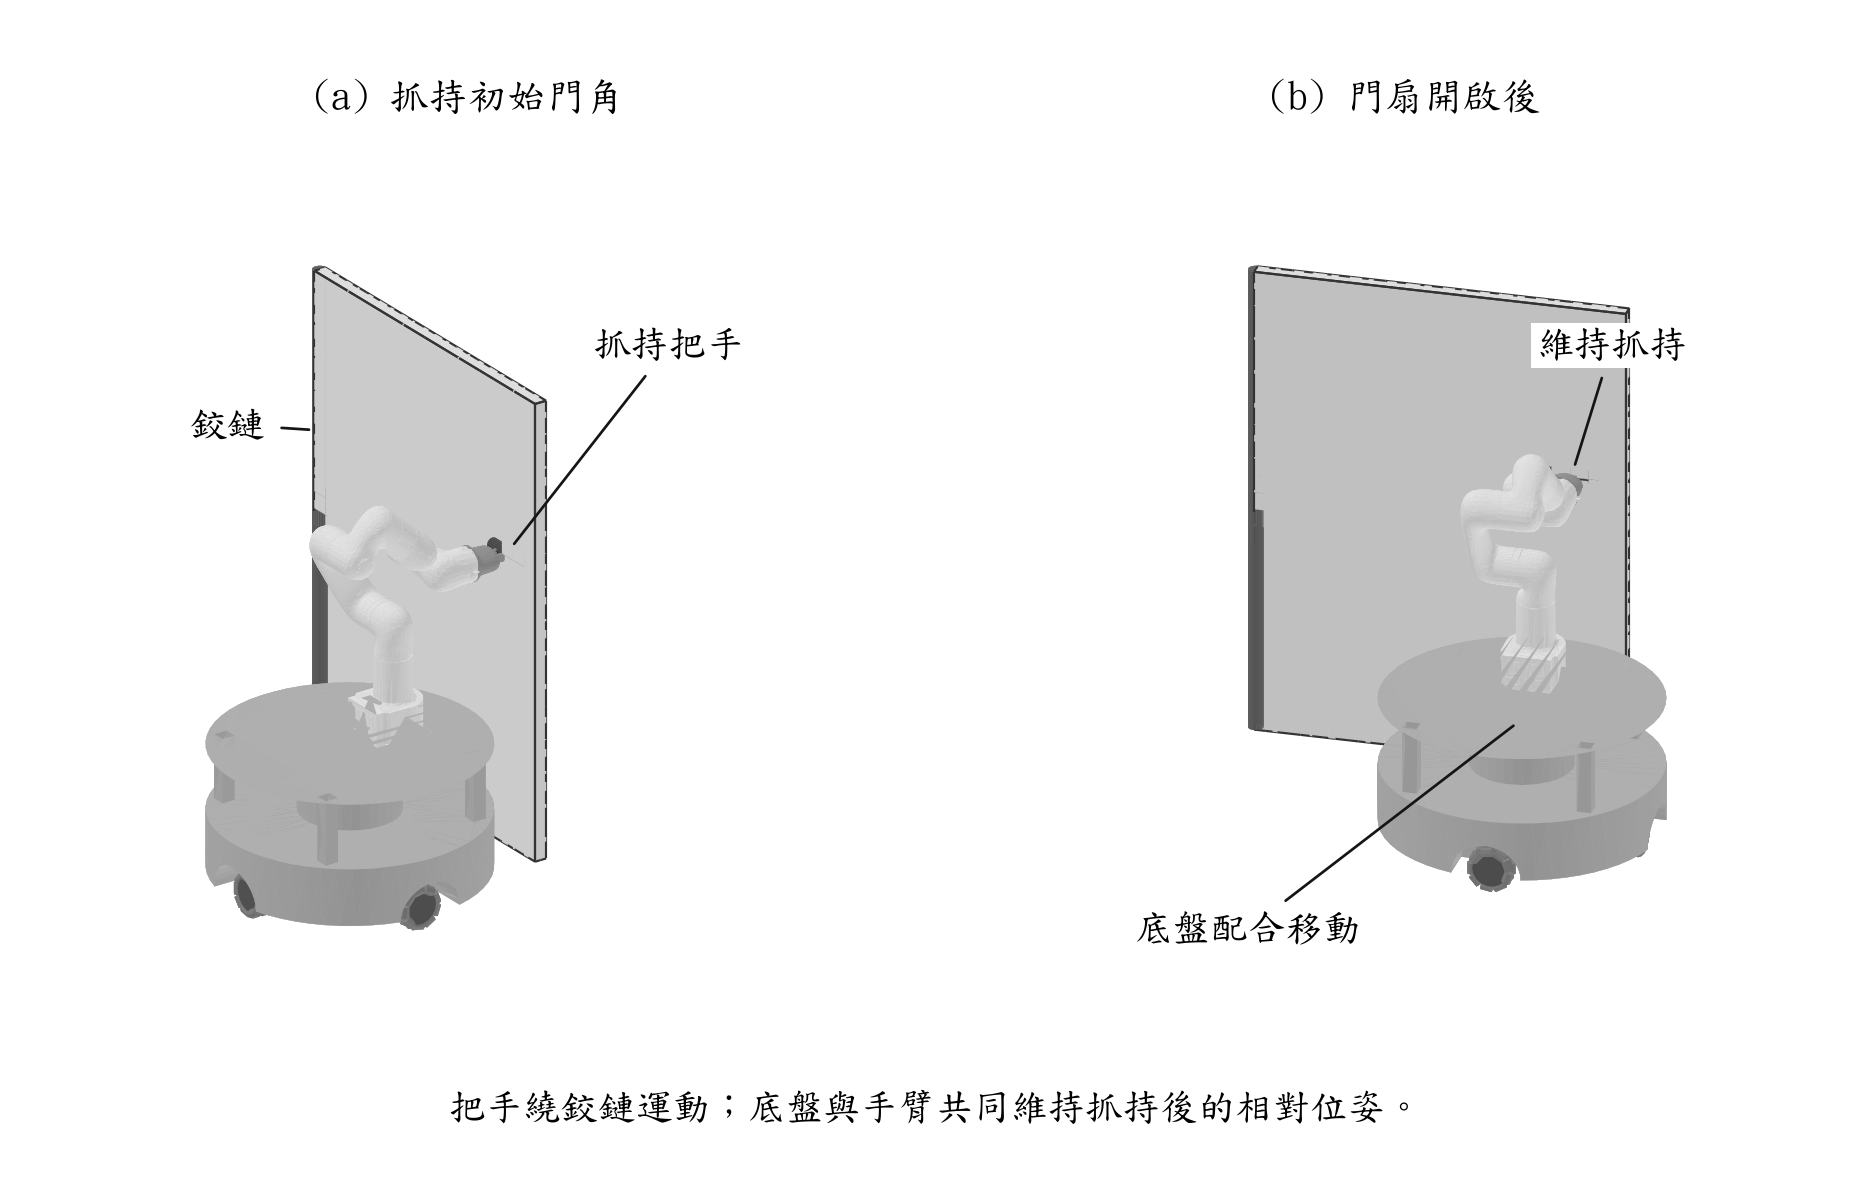 (a) 抓持初始門角
(b) 門扇開啟後
抓持把手
維持抓持
鉸鏈
底盤配合移動
把手繞鉸鏈運動；底盤與手臂共同維持抓持後的相對位姿。